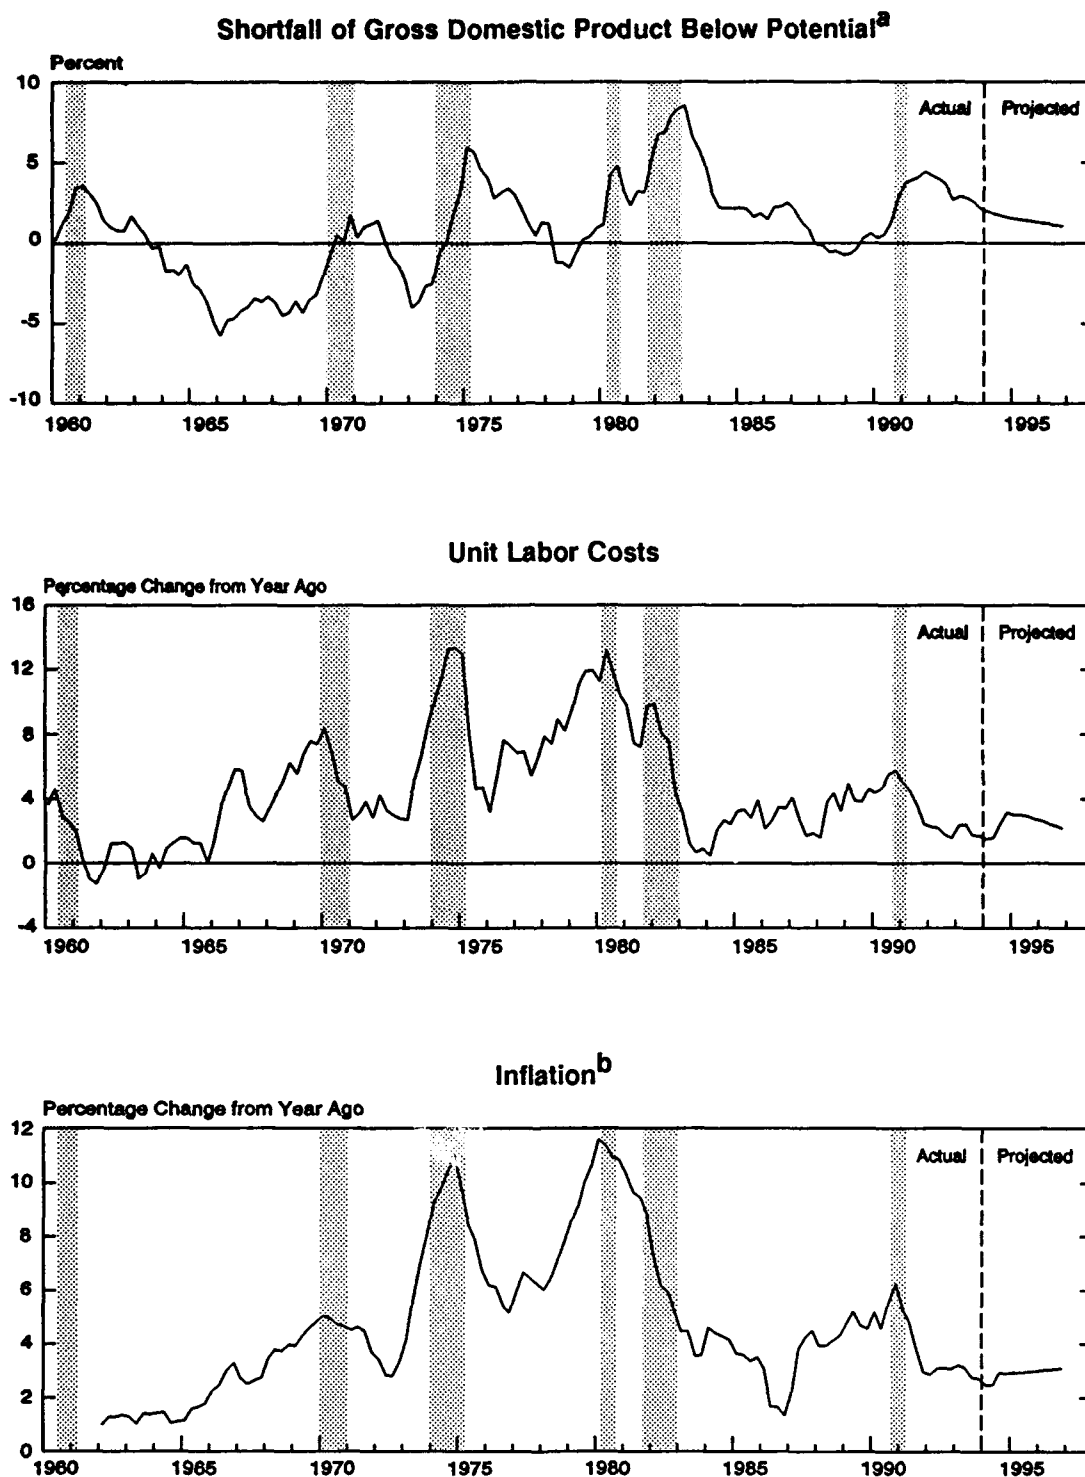 Shortfall of Gross Domestic Product Below Potentialᵃ
Percent
10
Actual Projected
5
0
-5
-10
1960 1965 1970 1975 1980 1985 1990 1995
Unit Labor Costs
Percentage Change from Year Ago
16
Actual Projected
12
8
4
0
-4
1960 1965 1970 1975 1980 1985 1990 1995
Inflationᵇ
Percentage Change from Year Ago
12
Actual Projected
10
8
6
4
2
0
1960 1965 1970 1975 1980 1985 1990 1995